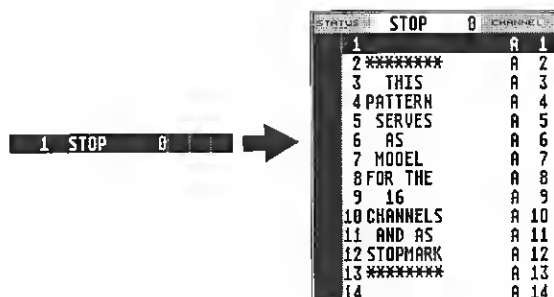 1 STOP 0
STATUS STOP 0 CHANNEL
1 A 1
2 ******** A 2
3 THIS A 3
4 PATTERN A 4
5 SERVES A 5
6 AS A 6
7 MODEL A 7
8 FOR THE A 8
9 16 A 9
10 CHANNELS A 10
11 AND AS A 11
12 STOPMARK A 12
13 ******** A 13
14 A 14